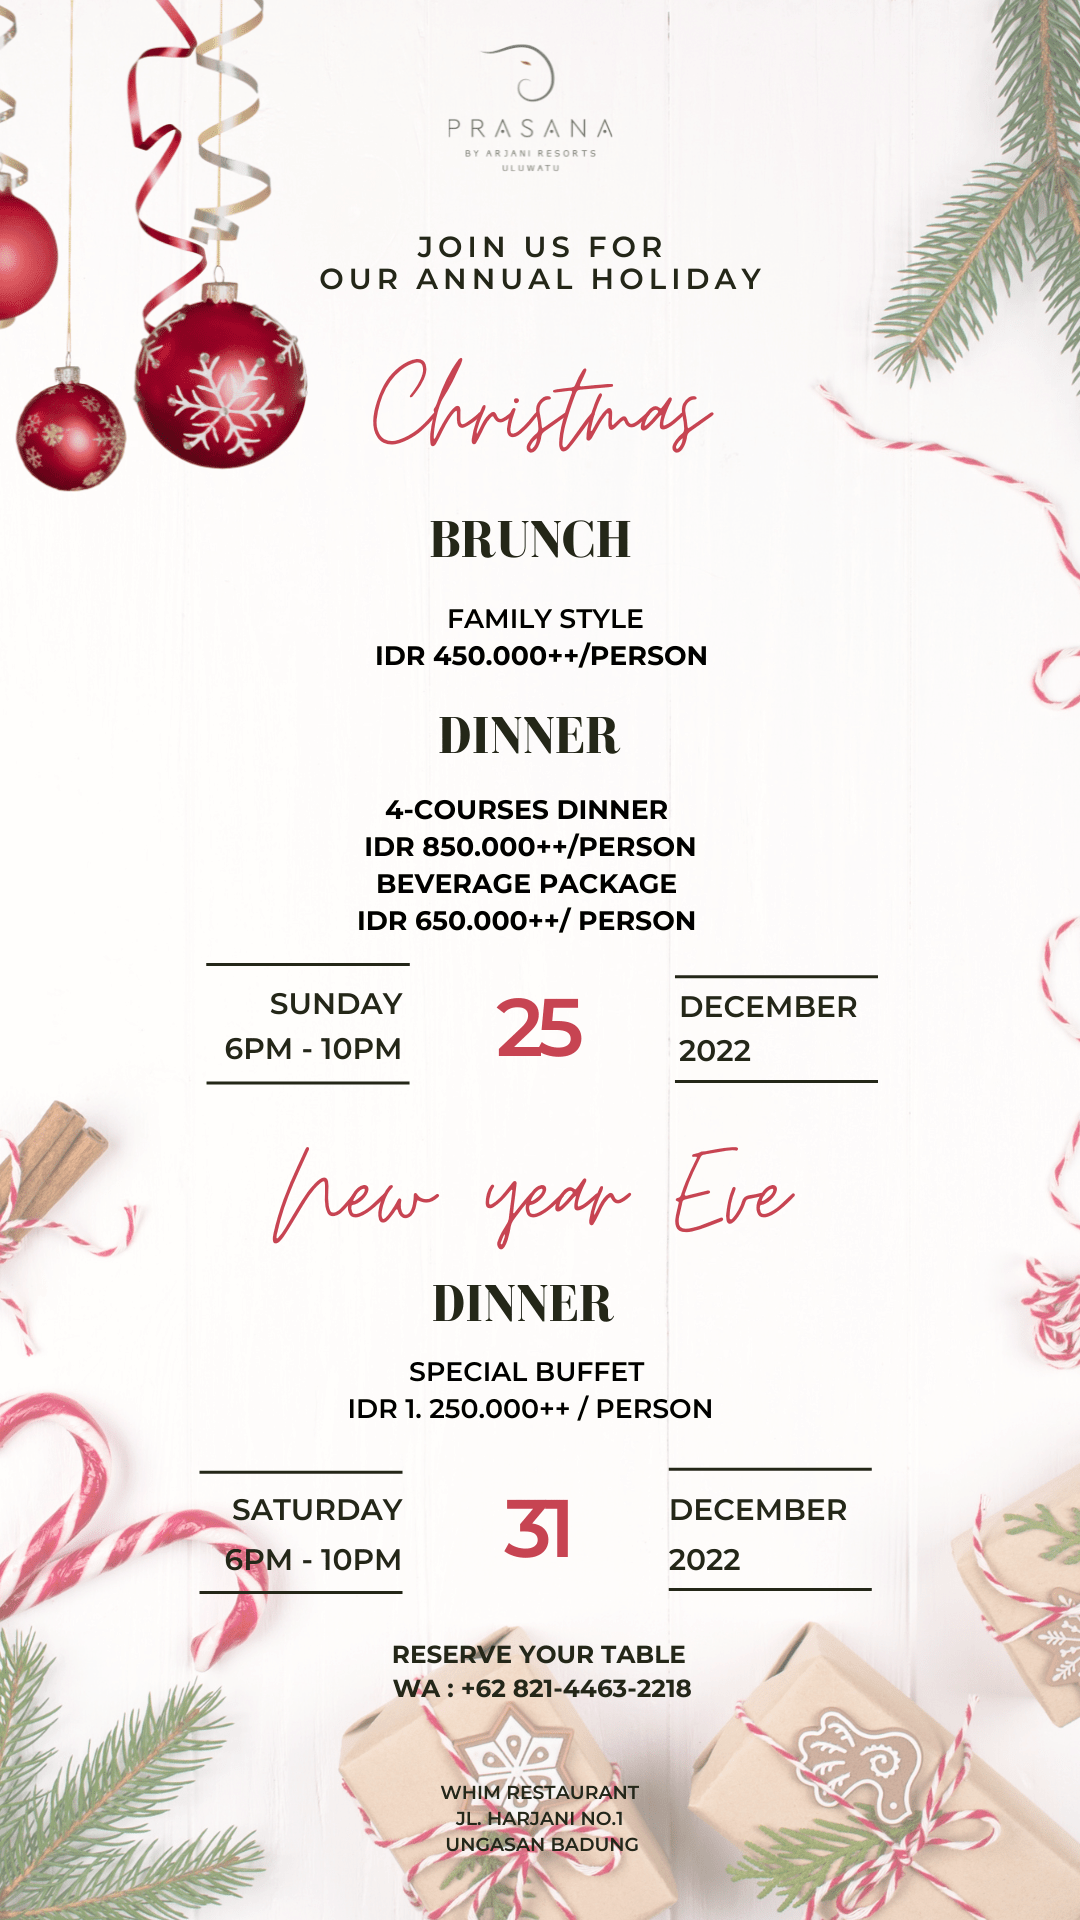 PRASANA
BY ARJANI RESORTS
ULUWATU
JOIN US FOR
OUR ANNUAL HOLIDAY
Christmas
BRUNCH
FAMILY STYLE
IDR 450.000++/PERSON
DINNER
4-COURSES DINNER
IDR 850.000++/PERSON
BEVERAGE PACKAGE
IDR 650.000++/ PERSON
SUNDAY
6PM - 10PM
25
DECEMBER
2022
New year Eve
DINNER
SPECIAL BUFFET
IDR 1. 250.000++ / PERSON
SATURDAY
6PM - 10PM
31
DECEMBER
2022
RESERVE YOUR TABLE
WA : +62 821-4463-2218
WHIM RESTAURANT
JL. HARJANI NO.1
UNGASAN BADUNG